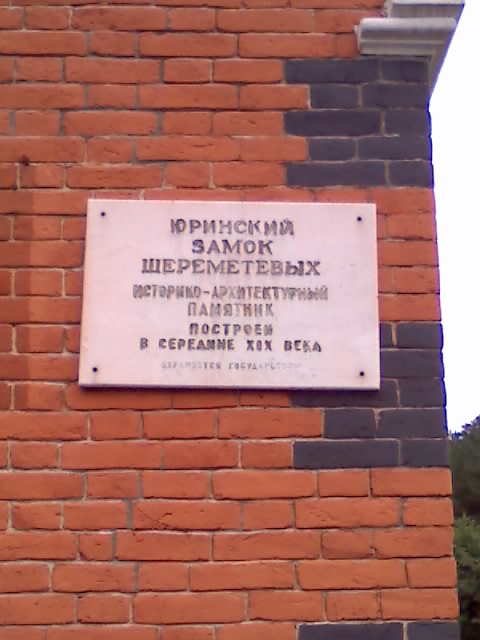 ЮРИНСКИЙ
ЗАМОК
ШЕРЕМЕТЕВЫХ
ИСТОРИКО-АРХИТЕКТУРНЫЙ
ПАМЯТНИК
ПОСТРОЕН
В СЕРЕДИНЕ XIX ВЕКА
ОХРАНЯЕТСЯ ГОСУДАРСТВОМ